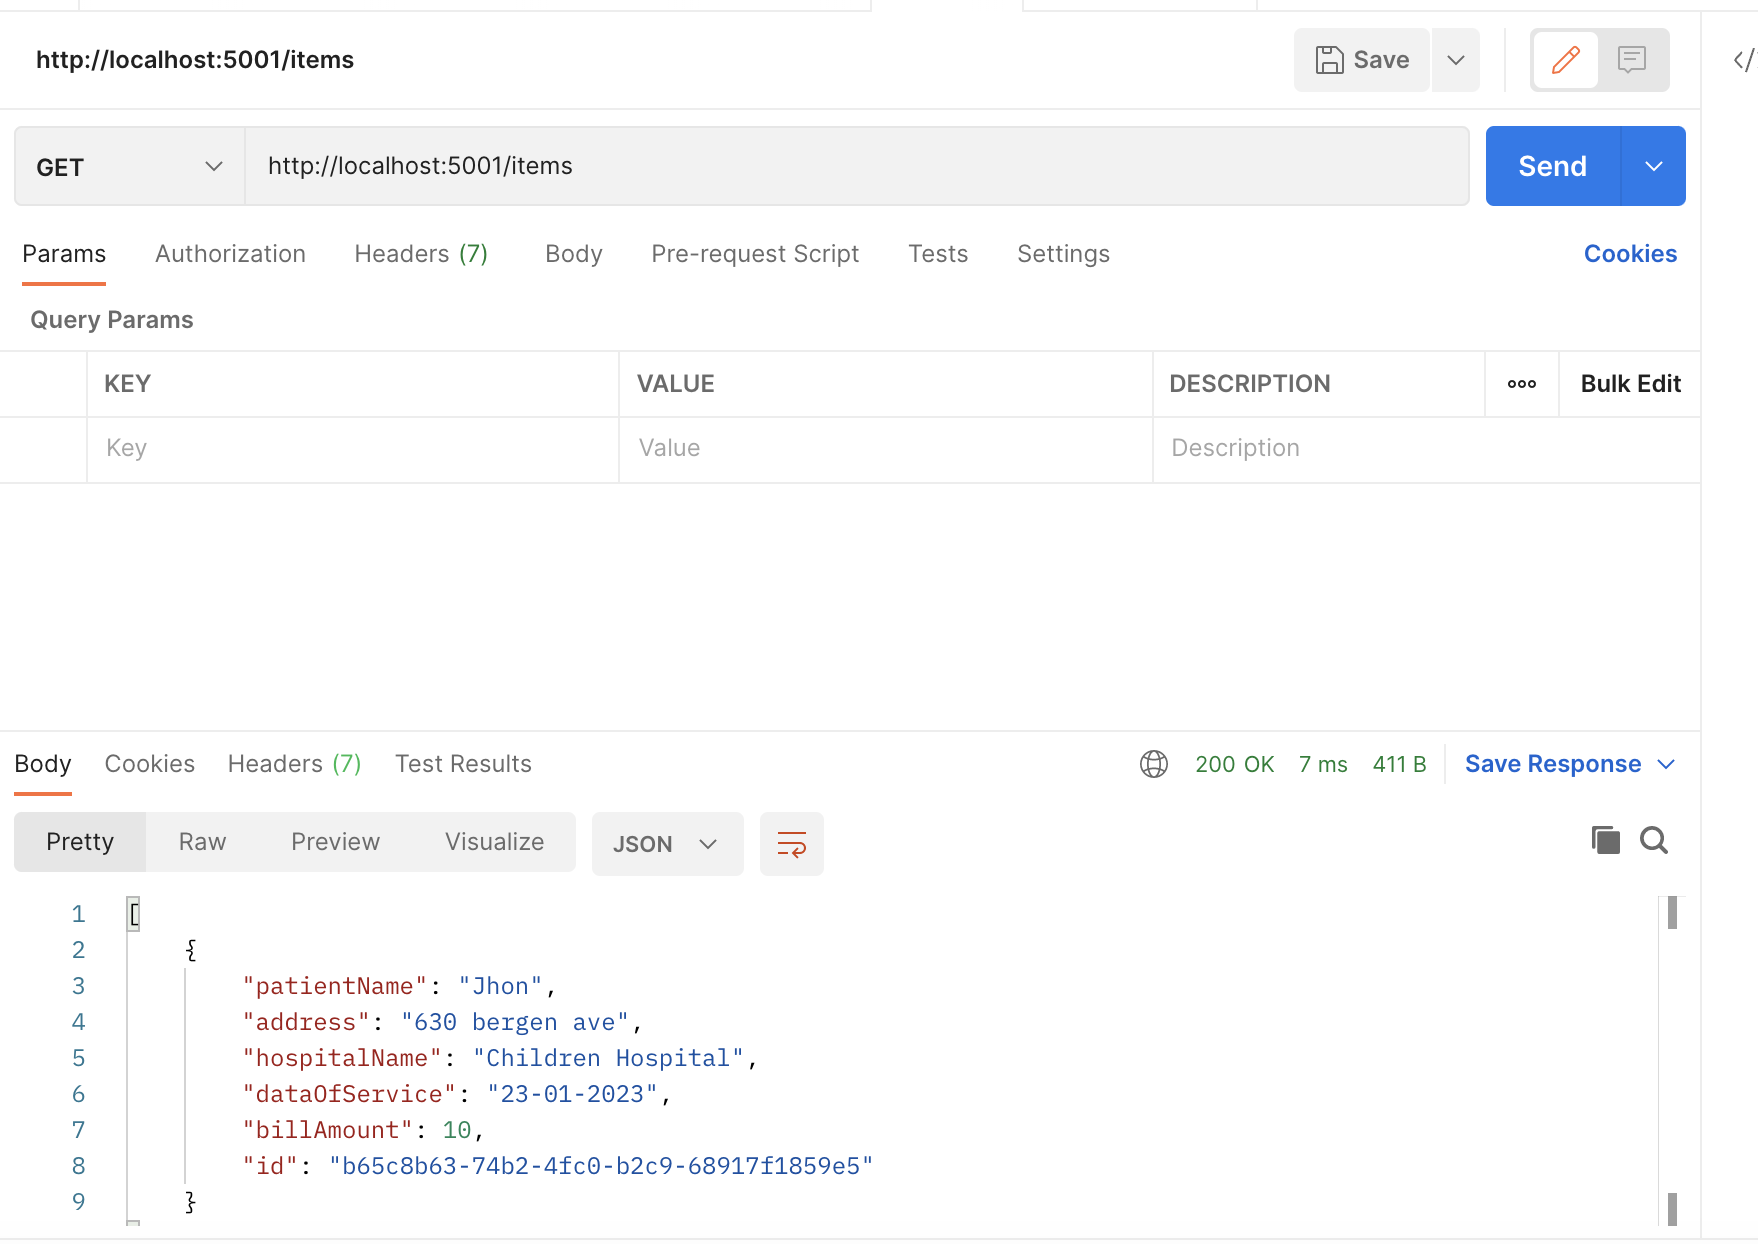 http://localhost:5001/items
Save
GET
http://localhost:5001/items
Send
Params Authorization Headers (7) Body Pre-request Script Tests Settings Cookies
Query Params
KEY VALUE DESCRIPTION ooo Bulk Edit
Key Value Description
Body Cookies Headers (7) Test Results 200 OK 7 ms 411 B Save Response
Pretty Raw Preview Visualize JSON
1 [
2 {
3 "patientName": "Jhon",
4 "address": "630 bergen ave",
5 "hospitalName": "Children Hospital",
6 "dataOfService": "23-01-2023",
7 "billAmount": 10,
8 "id": "b65c8b63-74b2-4fc0-b2c9-68917f1859e5"
9 }